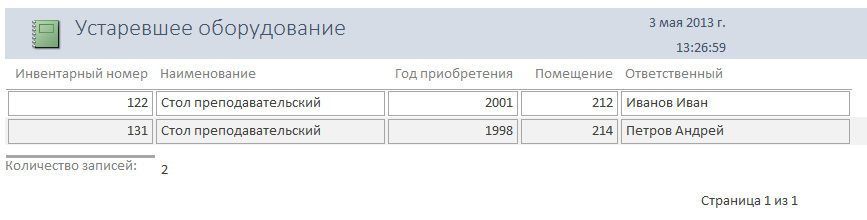 Устаревшее оборудование
3 мая 2013 г.
13:26:59
Инвентарный номер Наименование Год приобретения Помещение Ответственный
122 Стол преподавательский 2001 212 Иванов Иван
131 Стол преподавательский 1998 214 Петров Андрей
Количество записей: 2
Страница 1 из 1